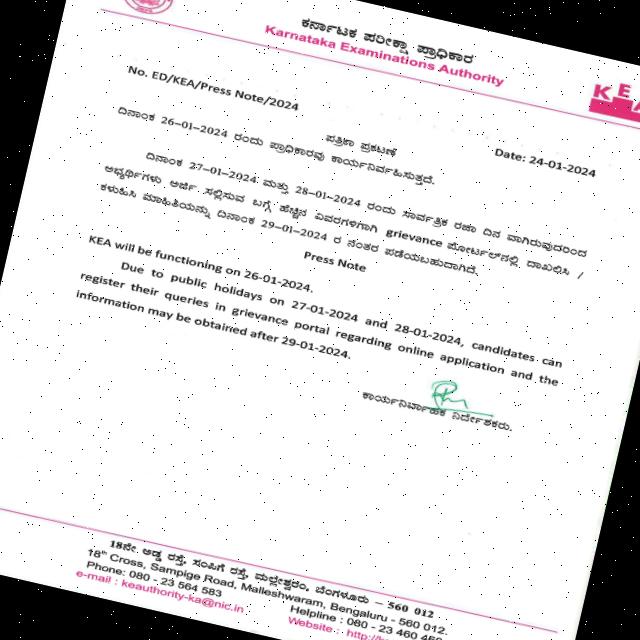 ಕರ್ನಾಟಕ ಪರೀಕ್ಷಾ ಪ್ರಾಧಿಕಾರ
Karnataka Examinations Authority
KEA
No. ED/KEA/Press Note/2024
Date: 24-01-2024
ಪತ್ರಿಕಾ ಪ್ರಕಟಣೆ
ದಿನಾಂಕ 26-01-2024 ರಂದು ಪ್ರಾಧಿಕಾರವು ಕಾರ್ಯನಿರ್ವಹಿಸುತ್ತದೆ.
ದಿನಾಂಕ 27-01-2024 ಮತ್ತು 28-01-2024 ರಂದು ಸಾರ್ವತ್ರಿಕ ರಜಾ ದಿನ ವಾಗಿರುವುದರಿಂದ
ಅಭ್ಯರ್ಥಿಗಳು ಅರ್ಜಿ ಸಲ್ಲಿಸುವ ಬಗ್ಗೆ ಹೆಚ್ಚಿನ ವಿವರಗಳಿಗಾಗಿ grievance ಪೋರ್ಟಲ್‌ನಲ್ಲಿ ದಾಖಲಿಸಿ /
ಕಳುಹಿಸಿ ಮಾಹಿತಿಯನ್ನು ದಿನಾಂಕ 29-01-2024 ರ ನಂತರ ಪಡೆಯಬಹುದಾಗಿದೆ.
Press Note
KEA will be functioning on 26-01-2024.
Due to public holidays on 27-01-2024 and 28-01-2024, candidates can
register their queries in grievance portal regarding online application and the
information may be obtained after 29-01-2024.
ಕಾರ್ಯನಿರ್ವಾಹಕ ನಿರ್ದೇಶಕರು.
18ನೇ ಅಡ್ಡ ರಸ್ತೆ, ಸಂಪಿಗೆ ರಸ್ತೆ, ಮಲ್ಲೇಶ್ವರಂ, ಬೆಂಗಳೂರು – 560 012
18th Cross, Sampige Road, Malleshwaram, Bengaluru - 560 012.
Phone: 080 - 23 564 583
Helpline : 080 - 23 460 460
e-mail : keauthority-ka@nic.in
Website : http://